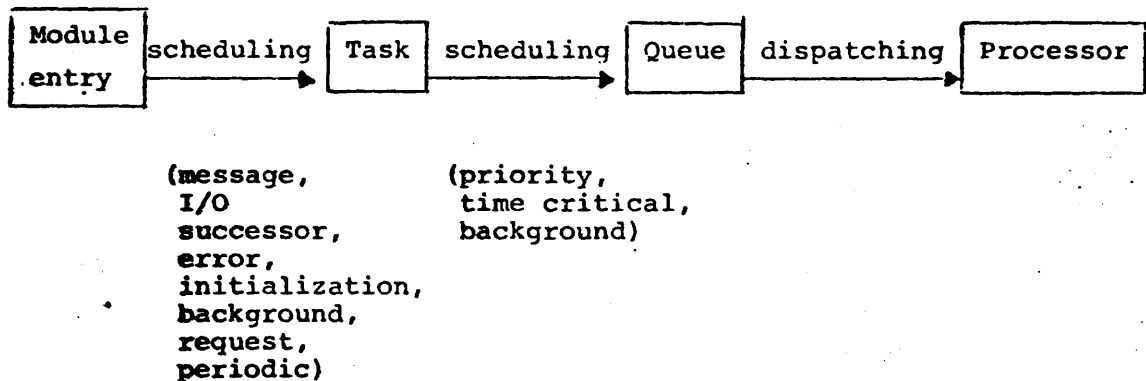 Module entry
scheduling
Task
scheduling
Queue
dispatching
Processor
(message,
I/O
successor,
error,
initialization,
background,
request,
periodic)
(priority,
time critical,
background)